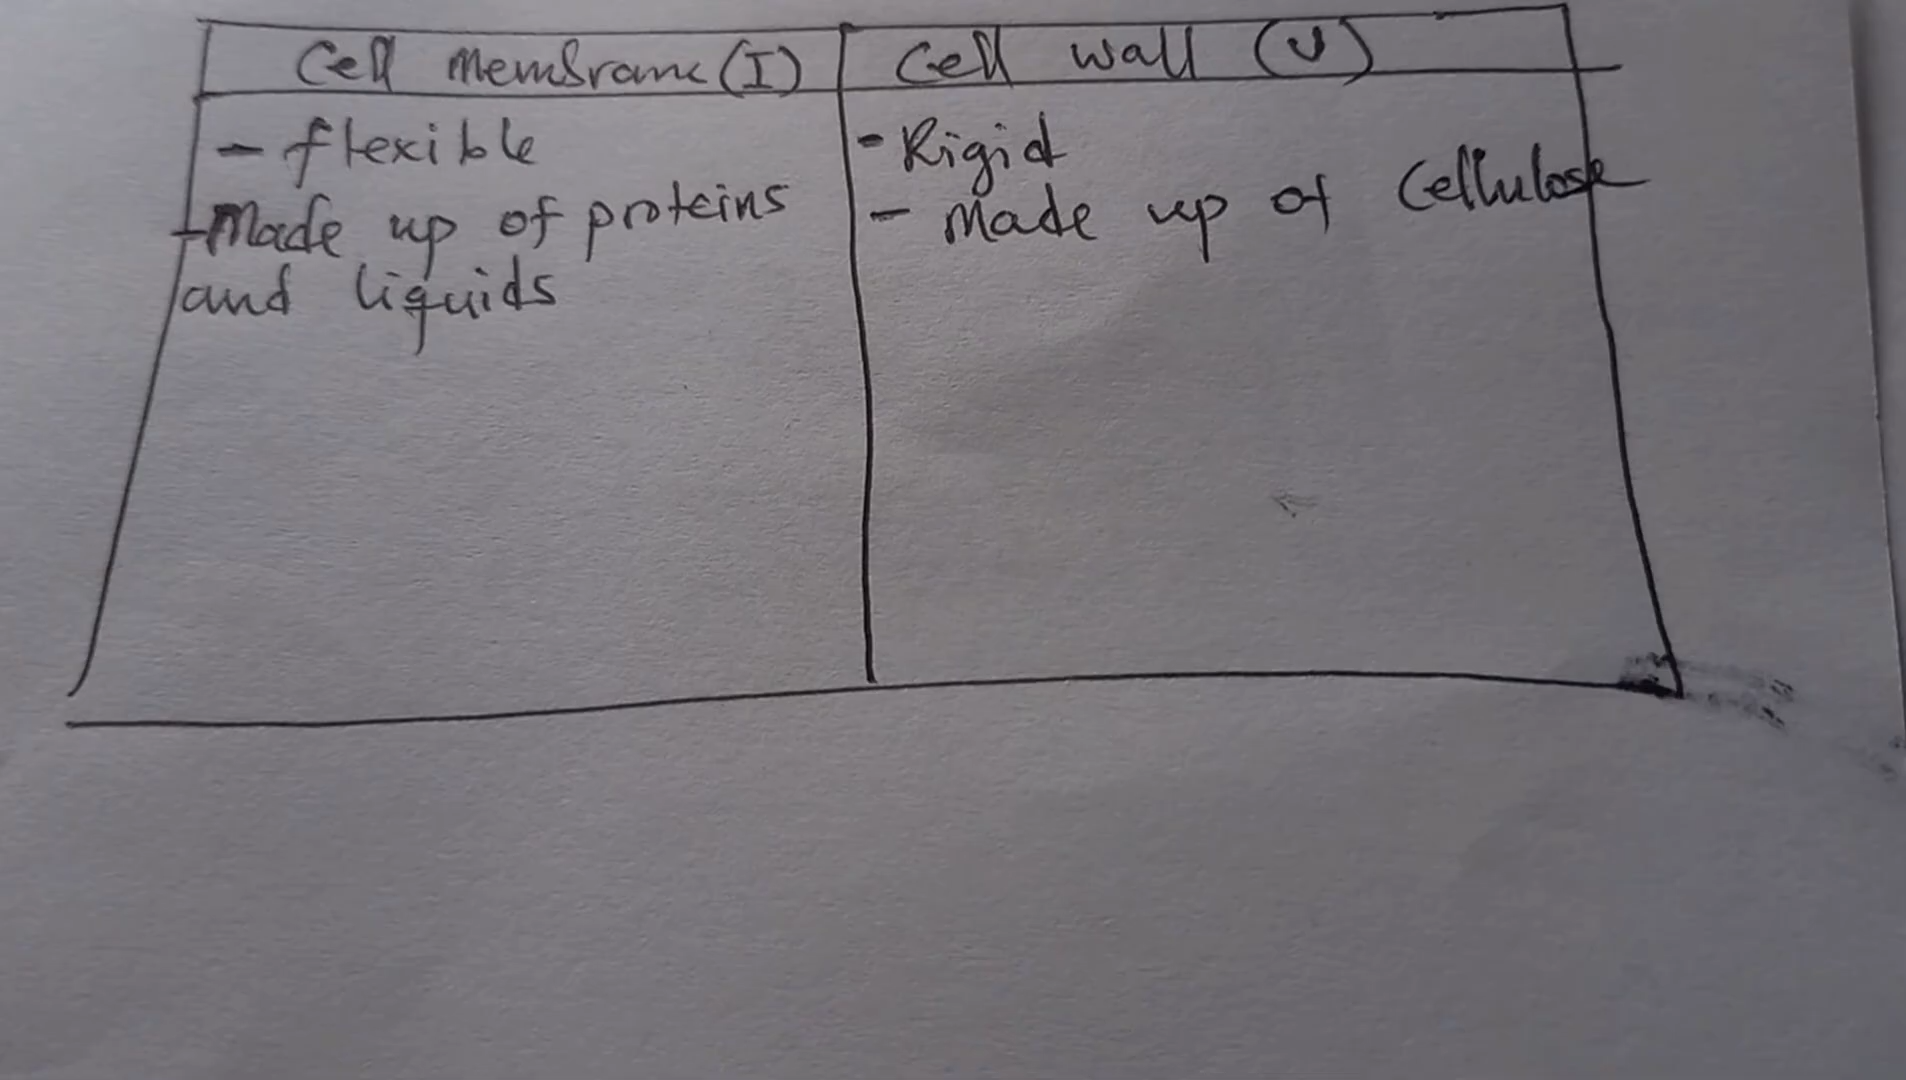 Cell Membrane (I)
Cell wall (U)
- flexible
- Made up of proteins
and liquids
- Rigid
- Made up of Cellulose